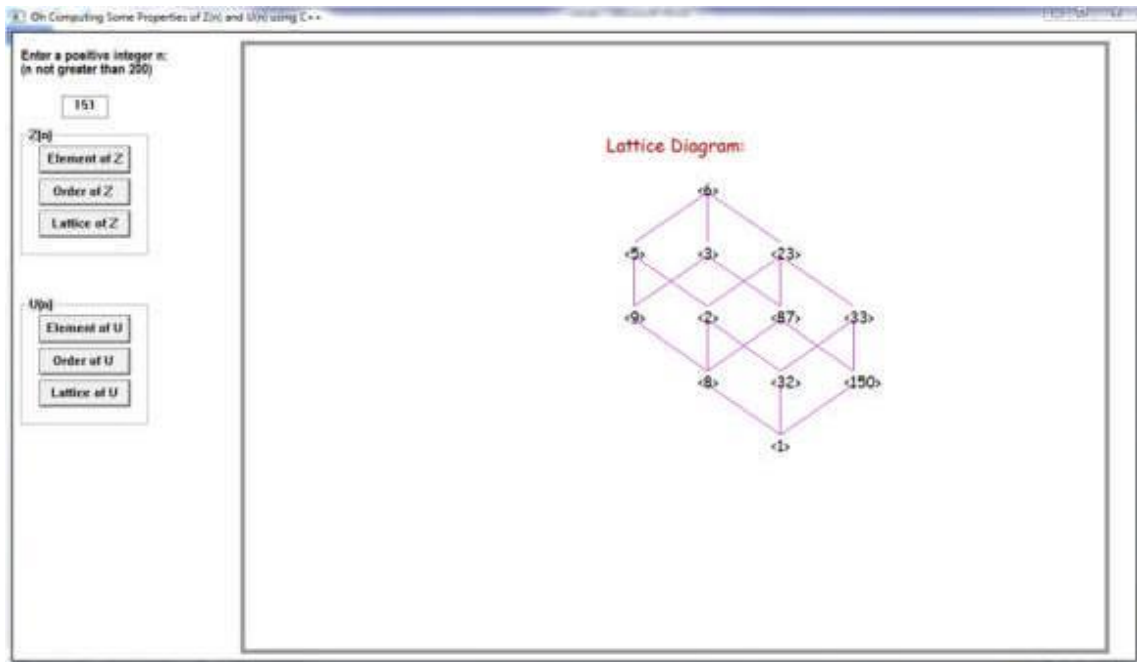 On Computing Some Properties of Z(n) and U(n) using C++
Enter a positive integer n:
(n not greater than 200)
151
Z(n)
Element of Z
Order of Z
Lattice of Z
U(n)
Element of U
Order of U
Lattice of U
Lattice Diagram:
<6>
<5> <3> <23>
<9> <2> <87> <33>
<8> <32> <150>
<1>